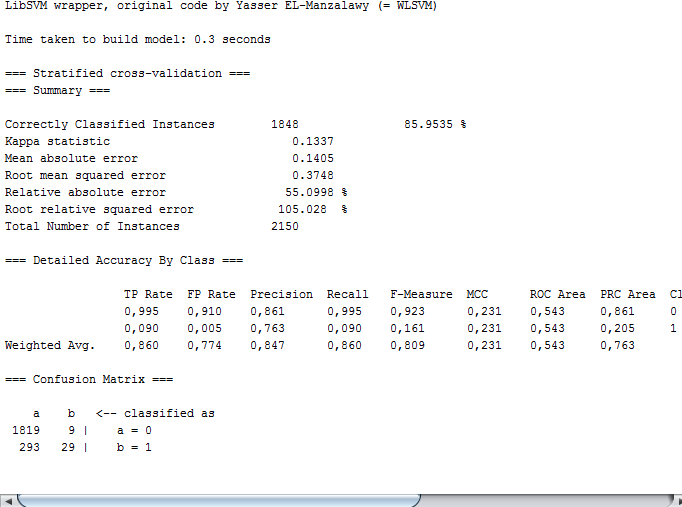 LibSVM wrapper, original code by Yasser EL-Manzalawy (= WLSVM)
Time taken to build model: 0.3 seconds
=== Stratified cross-validation ===
=== Summary ===
Correctly Classified Instances 1848 85.9535 %
Kappa statistic 0.1337
Mean absolute error 0.1405
Root mean squared error 0.3748
Relative absolute error 55.0998 %
Root relative squared error 105.028 %
Total Number of Instances 2150
=== Detailed Accuracy By Class ===
TP Rate FP Rate Precision Recall F-Measure MCC ROC Area PRC Area Cl
0,995 0,910 0,861 0,995 0,923 0,231 0,543 0,861 0
0,090 0,005 0,763 0,090 0,161 0,231 0,543 0,205 1
Weighted Avg. 0,860 0,774 0,847 0,860 0,809 0,231 0,543 0,763
=== Confusion Matrix ===
a b <-- classified as
1819 9 | a = 0
293 29 | b = 1